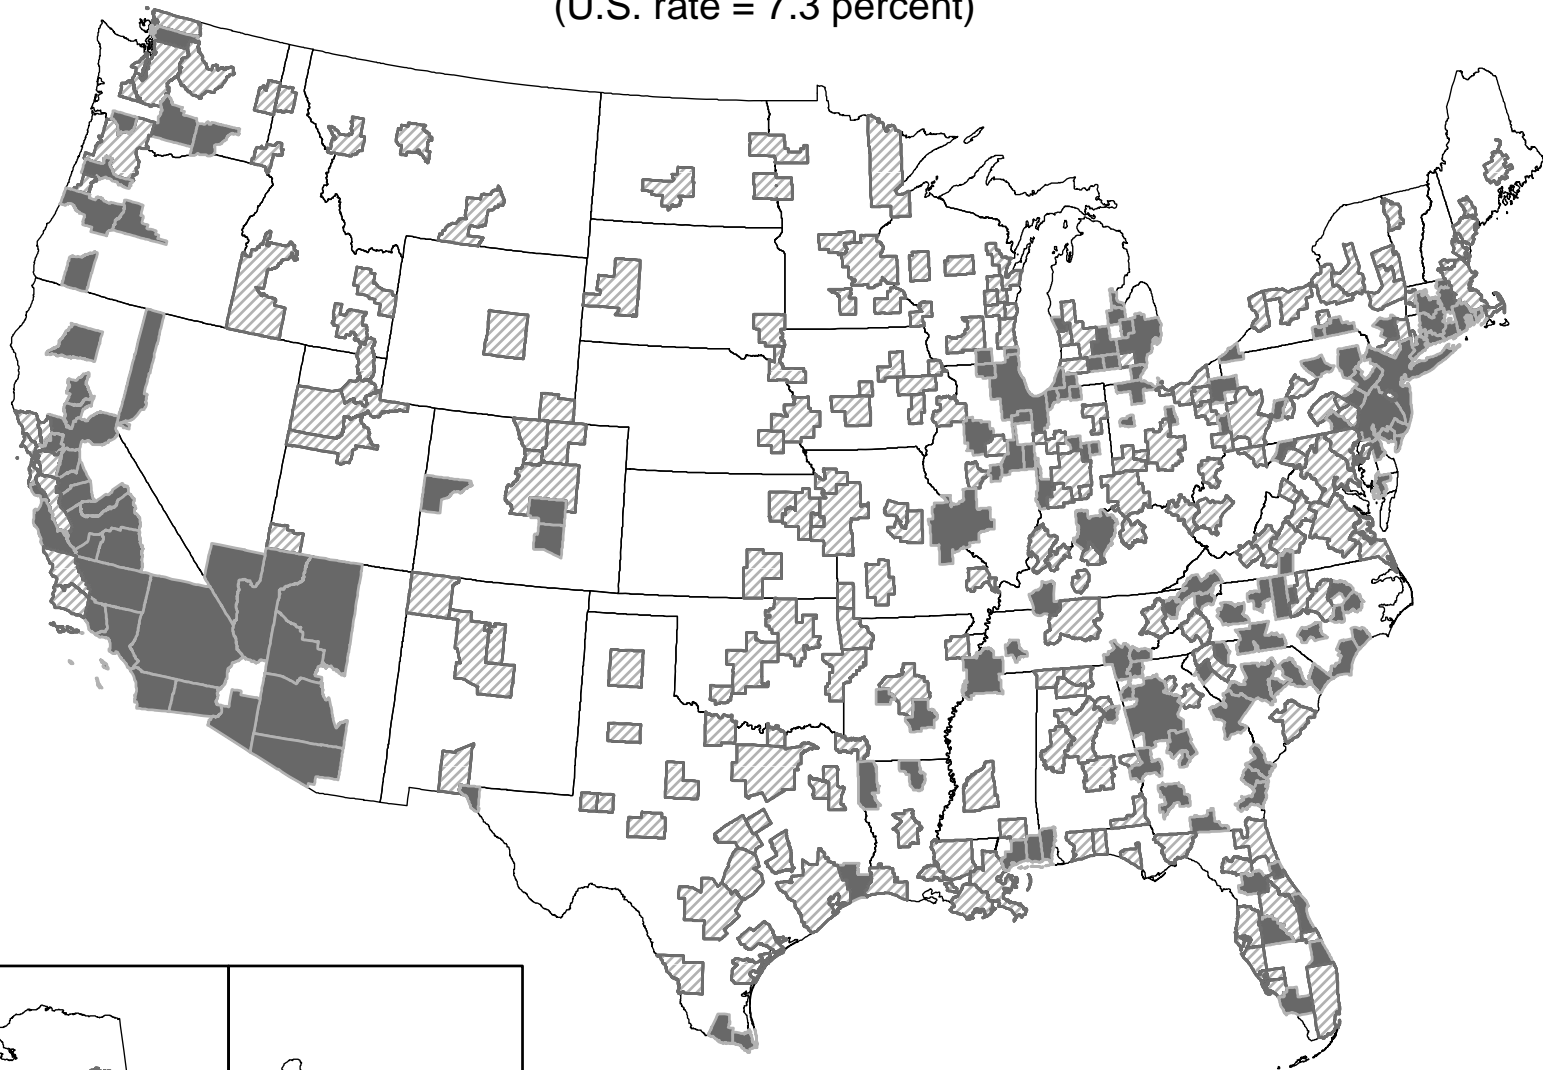 (U.S. rate = 7.3 percent)